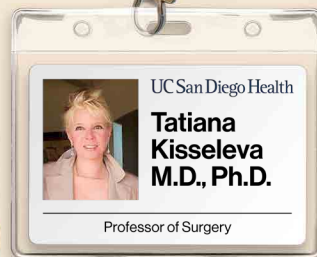 UC San Diego Health
Tatiana
Kisseleva
M.D., Ph.D.
Professor of Surgery